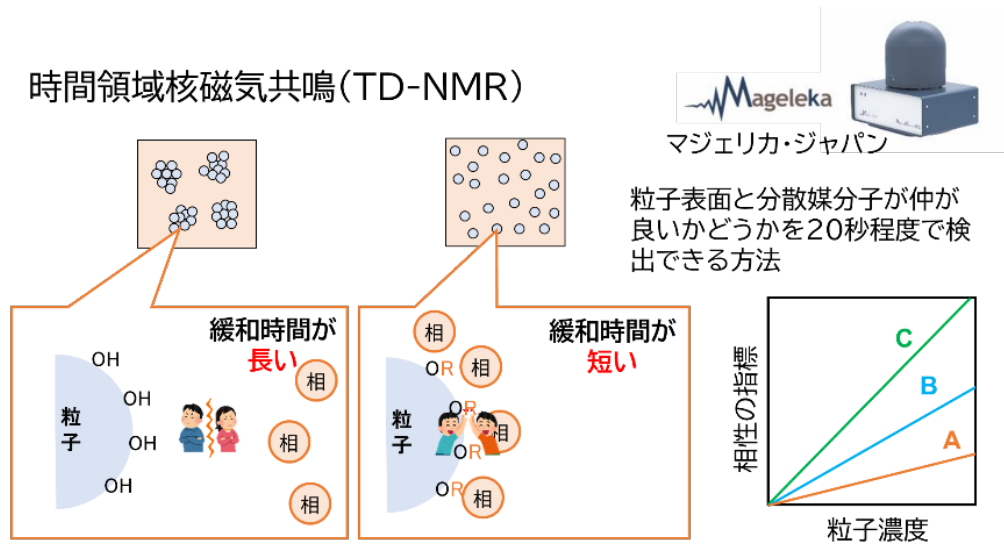 時間領域核磁気共鳴(TD-NMR)
Mageleka
マジェリカ・ジャパン
粒子表面と分散媒分子が仲が
良いかどうかを20秒程度で検
出できる方法
緩和時間が
長い
粒子
OH
OH
OH
OH
相
相
相
緩和時間が
短い
粒子
相
OR
相
OR
相
OR
OR
相
相性の指標
C
B
A
粒子濃度